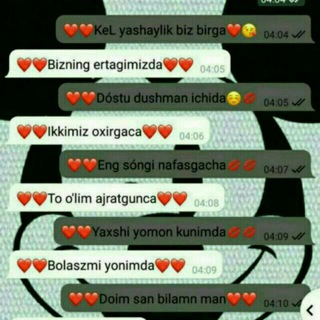 04:04
❤️❤️KeL yashaylik biz birga❤️😘 04:04
❤️❤️Bizning ertagimizda❤️❤️ 04:05
❤️❤️Dóstu dushman ichida☺️💋 04:05
❤️❤️Ikkimiz oxirgaca❤️❤️ 04:06
❤️❤️Eng sóngi nafasgacha💋💋 04:07
❤️❤️To o'lim ajratgunca❤️❤️ 04:08
❤️❤️Yaxshi yomon kunimda💋💋 04:09
❤️❤️Bolaszmi yonimda❤️❤️ 04:09
❤️❤️Doim san bilamn man❤️❤️ 04:10